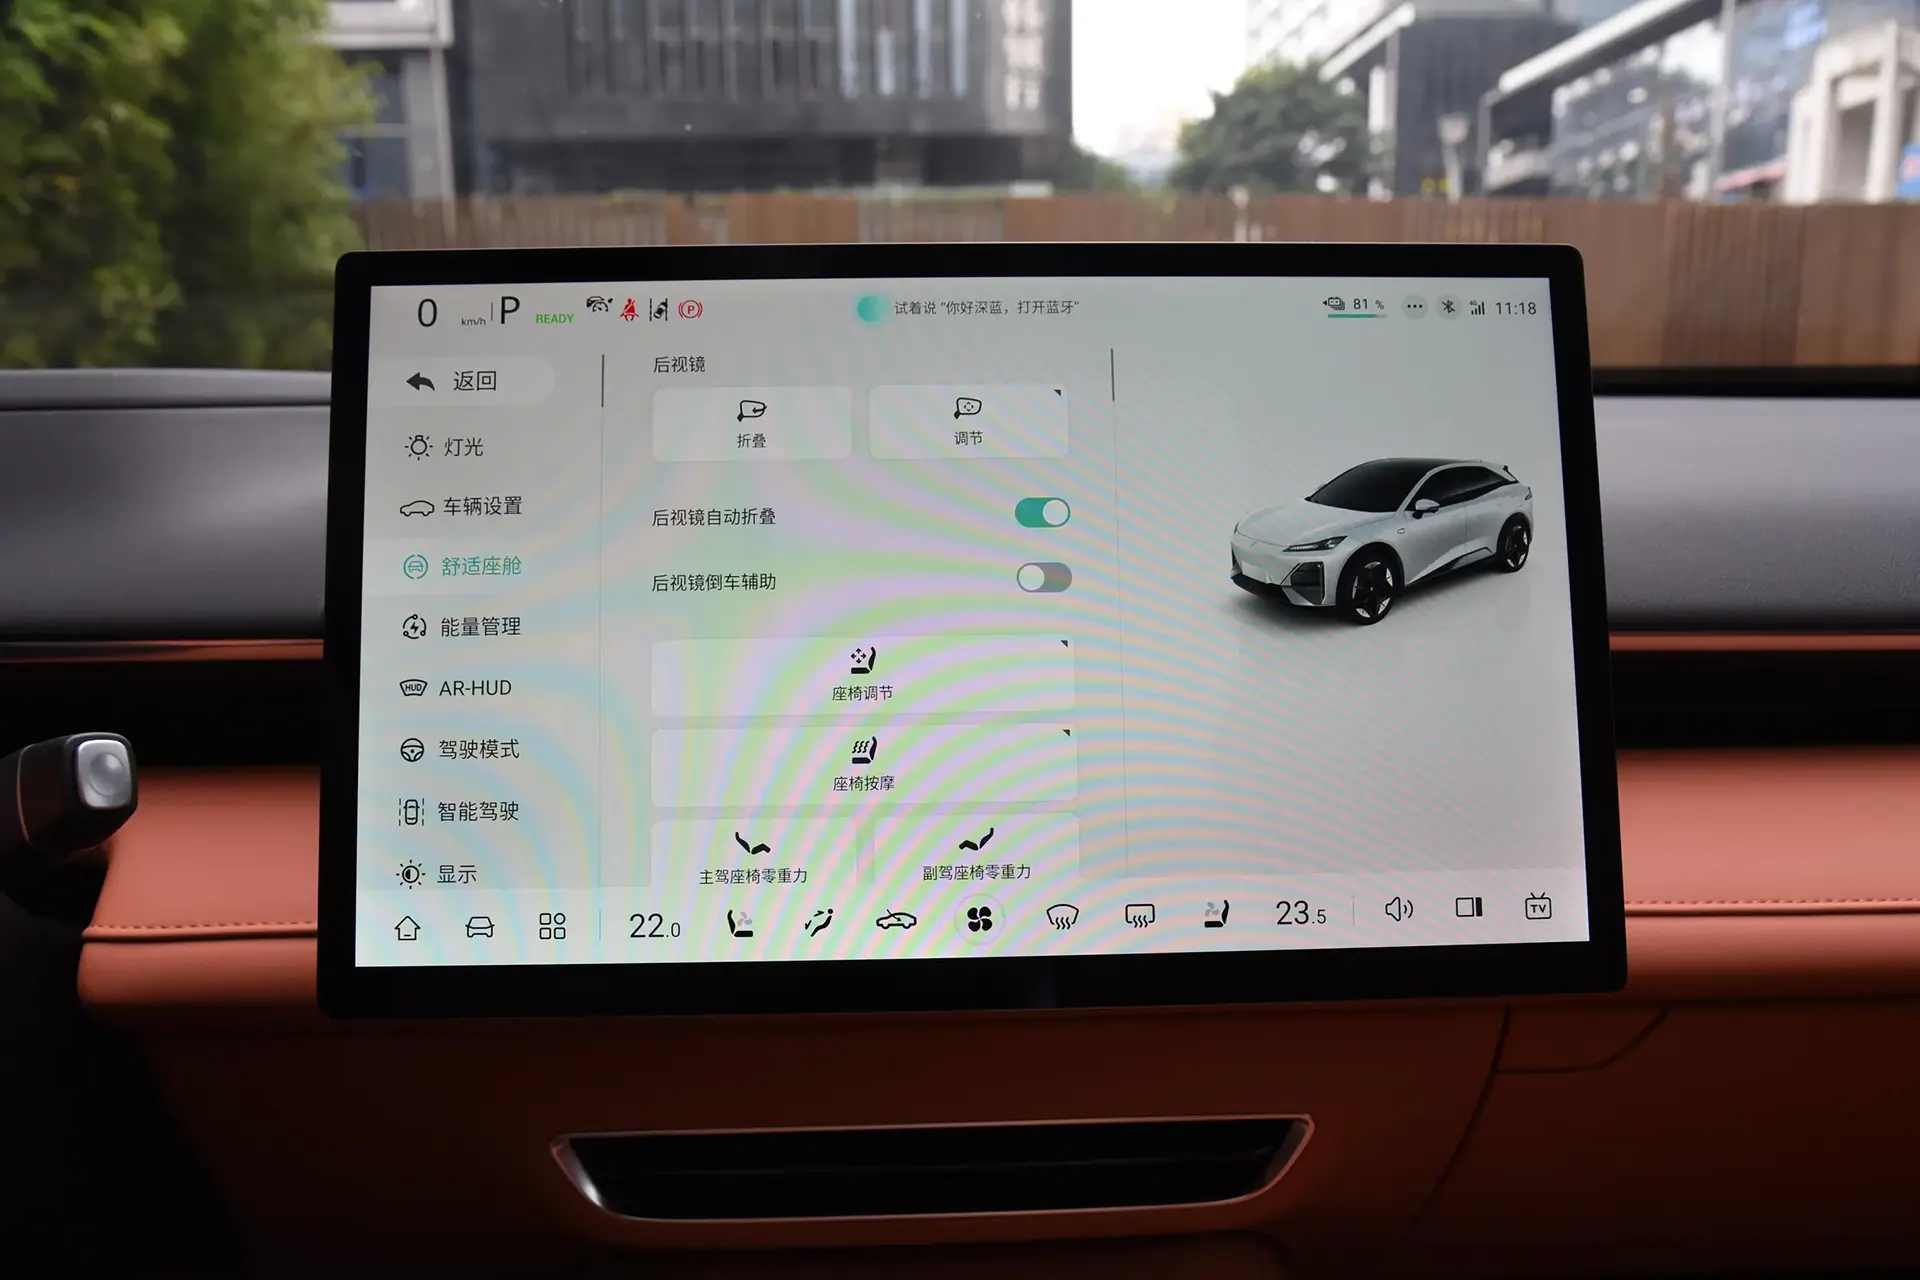 0 km/h P READY
试着说 "你好深蓝，打开蓝牙"
81 %
4G
11:18
返回
灯光
车辆设置
舒适座舱
能量管理
HUD AR-HUD
驾驶模式
智能驾驶
显示
后视镜
折叠
调节
后视镜自动折叠
后视镜倒车辅助
座椅调节
座椅按摩
主驾座椅零重力
副驾座椅零重力
22.0
23.5
TV